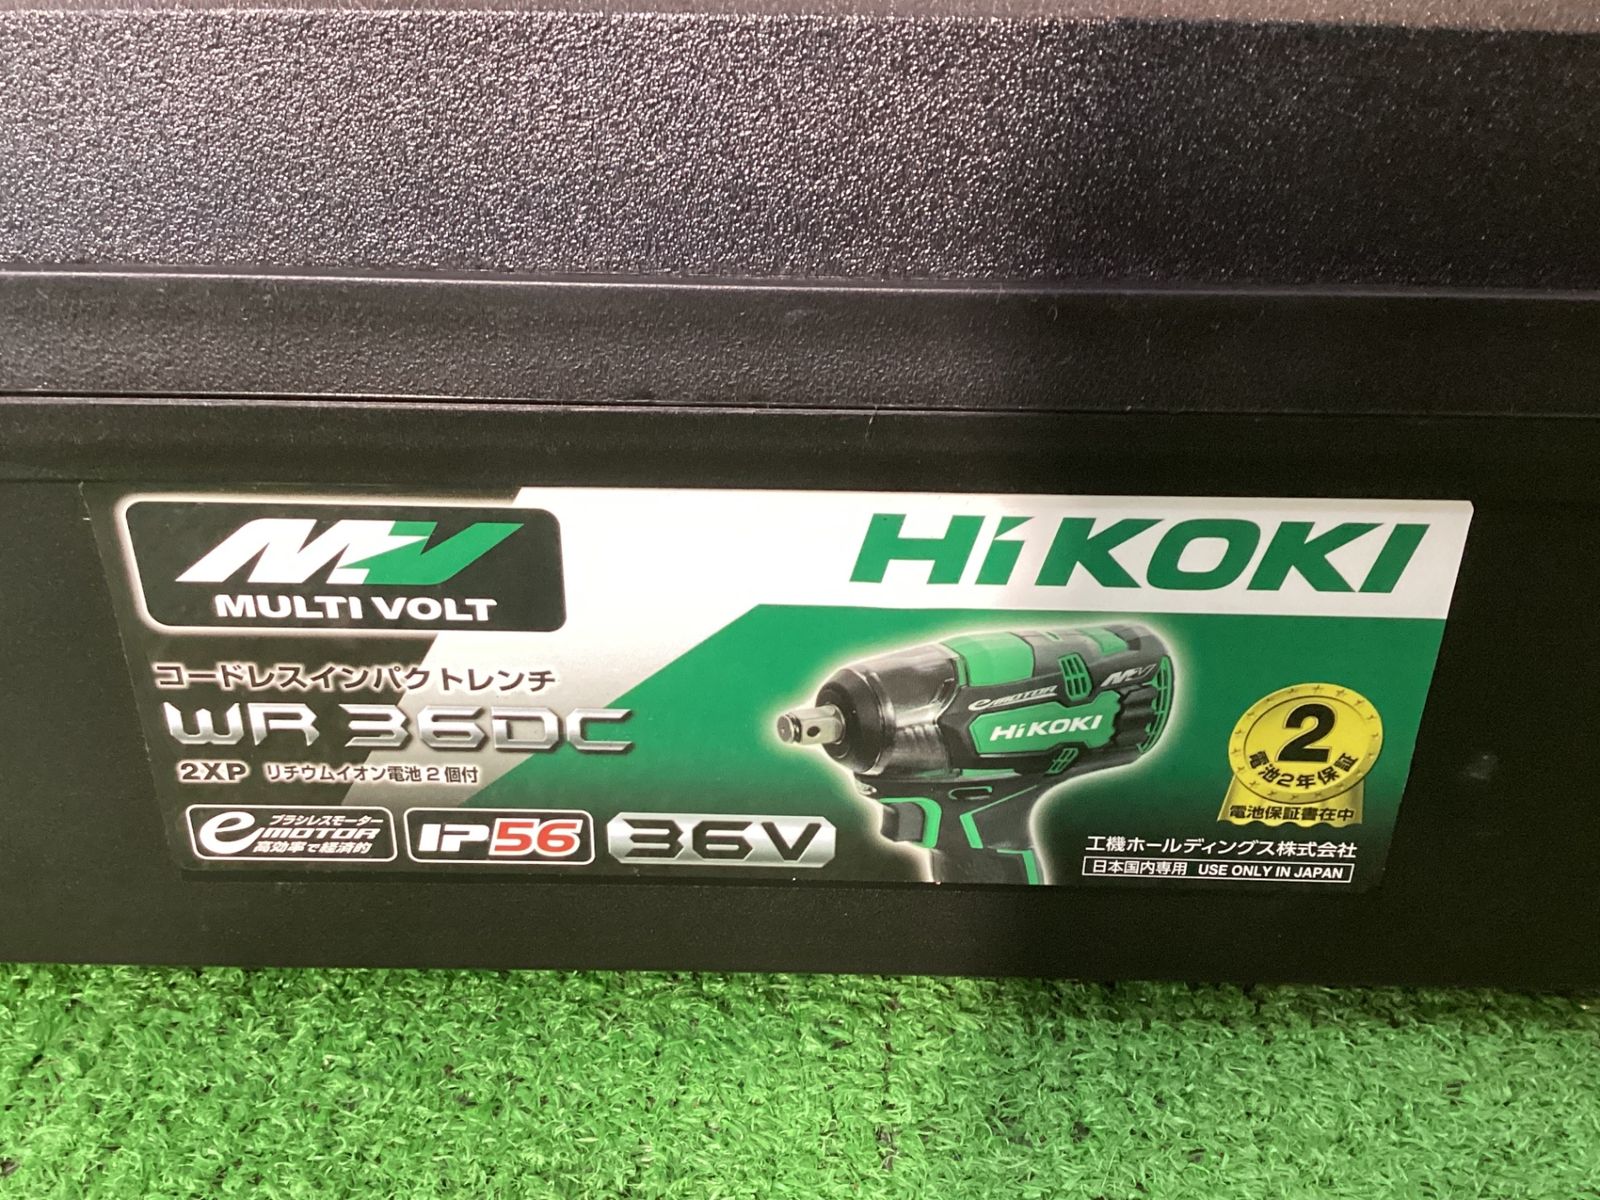 MV
MULTI VOLT
HiKOKI
コードレスインパクトレンチ
WR 36DC
2XP リチウムイオン電池2個付
e ブラシレスモーター
MOTOR
高効率で経済的
IP56
36V
eMOTOR
MV
HiKOKI
2
電池2年保証
電池保証書在中
工機ホールディングス株式会社
日本国内専用 USE ONLY IN JAPAN